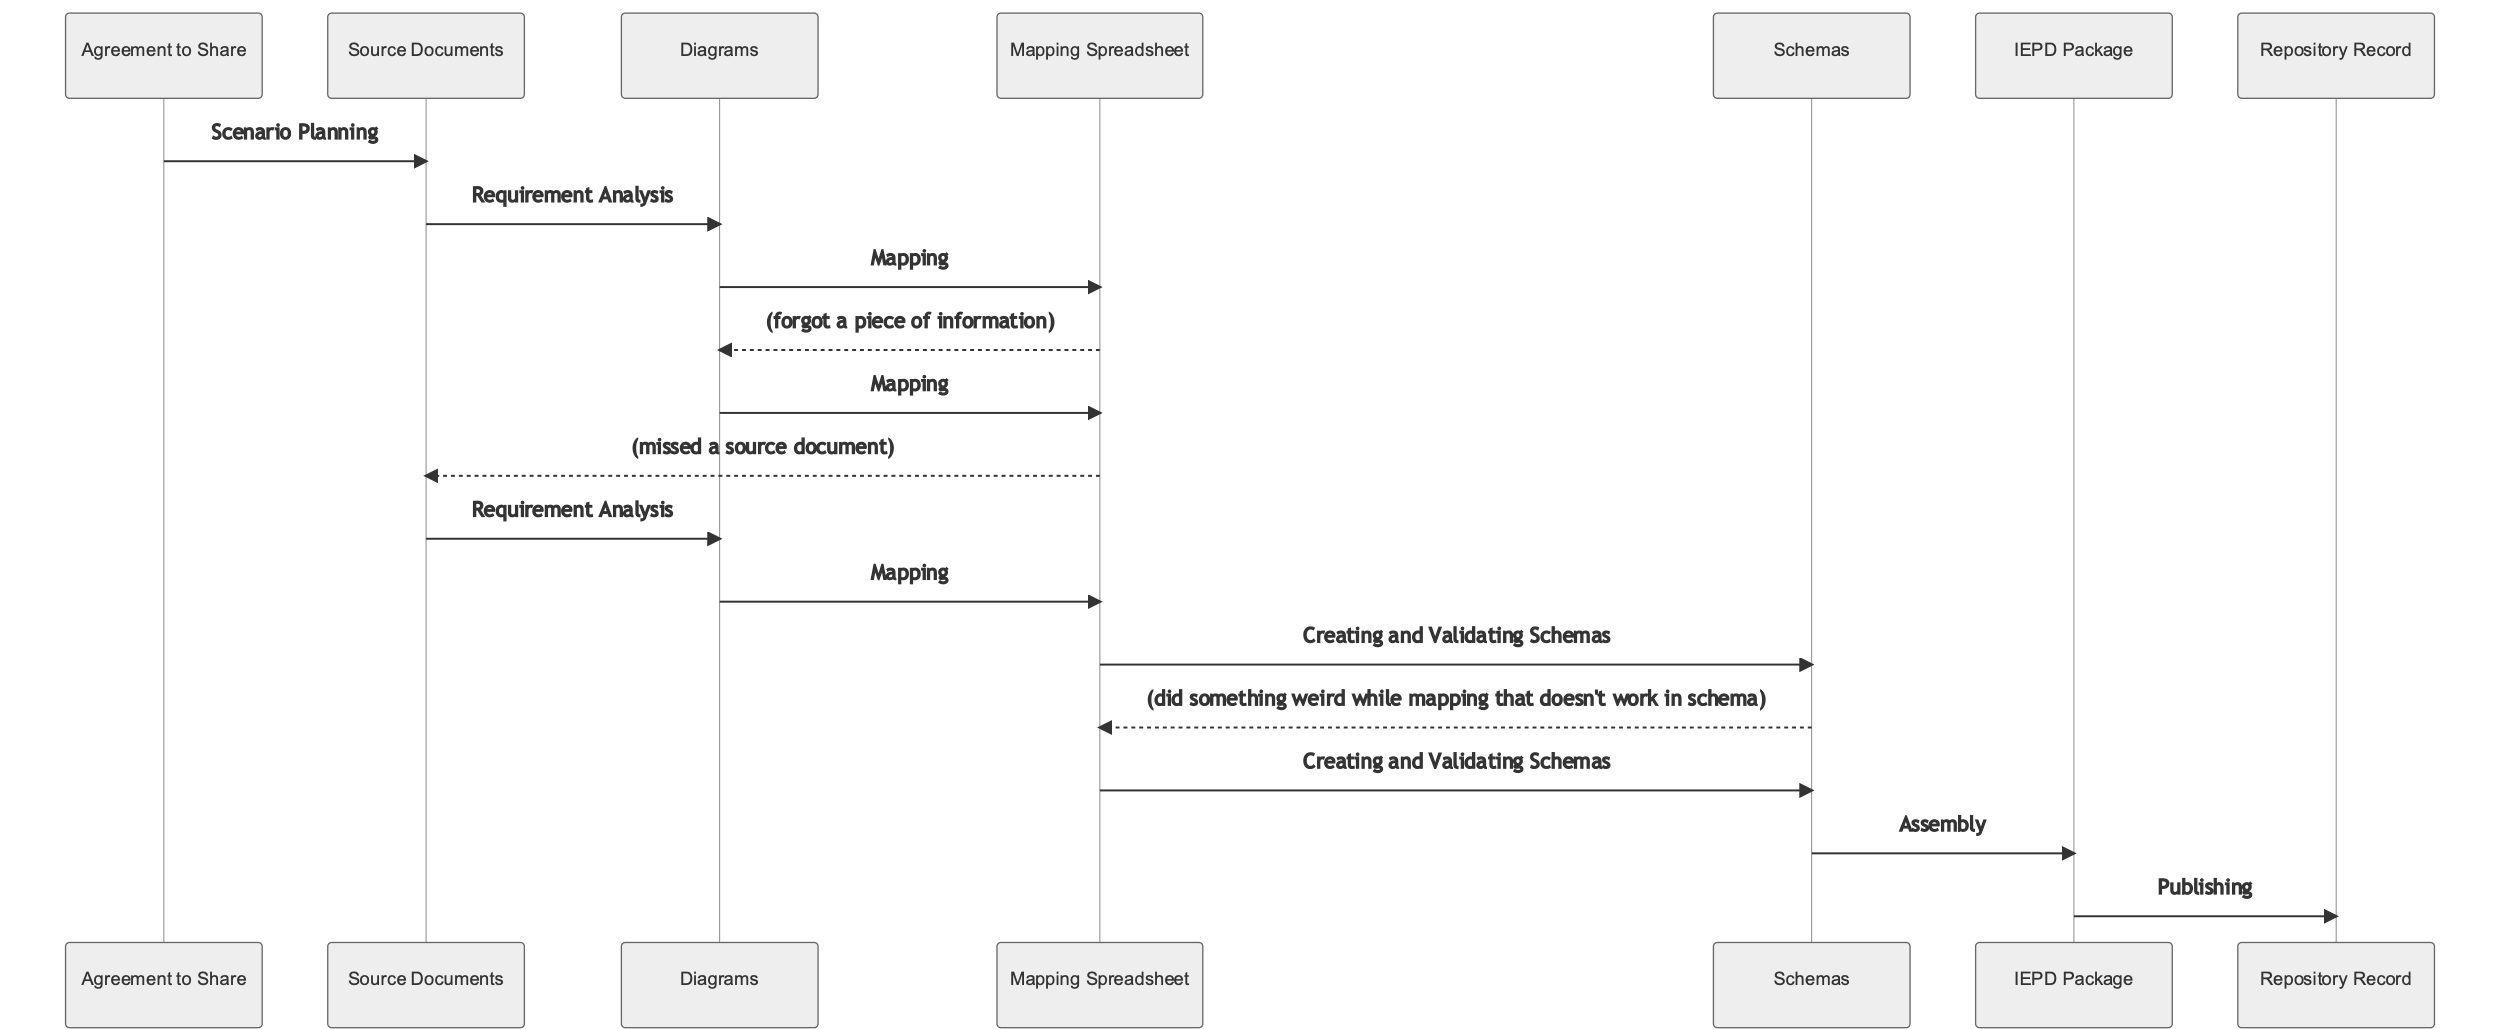 Agreement to Share
Source Documents
Diagrams
Mapping Spreadsheet
Schemas
IEPD Package
Repository Record
Scenario Planning
Requirement Analysis
Mapping
(forgot a piece of information)
Mapping
(missed a source document)
Requirement Analysis
Mapping
Creating and Validating Schemas
(did something weird while mapping that doesn't work in schema)
Creating and Validating Schemas
Assembly
Publishing
Agreement to Share
Source Documents
Diagrams
Mapping Spreadsheet
Schemas
IEPD Package
Repository Record